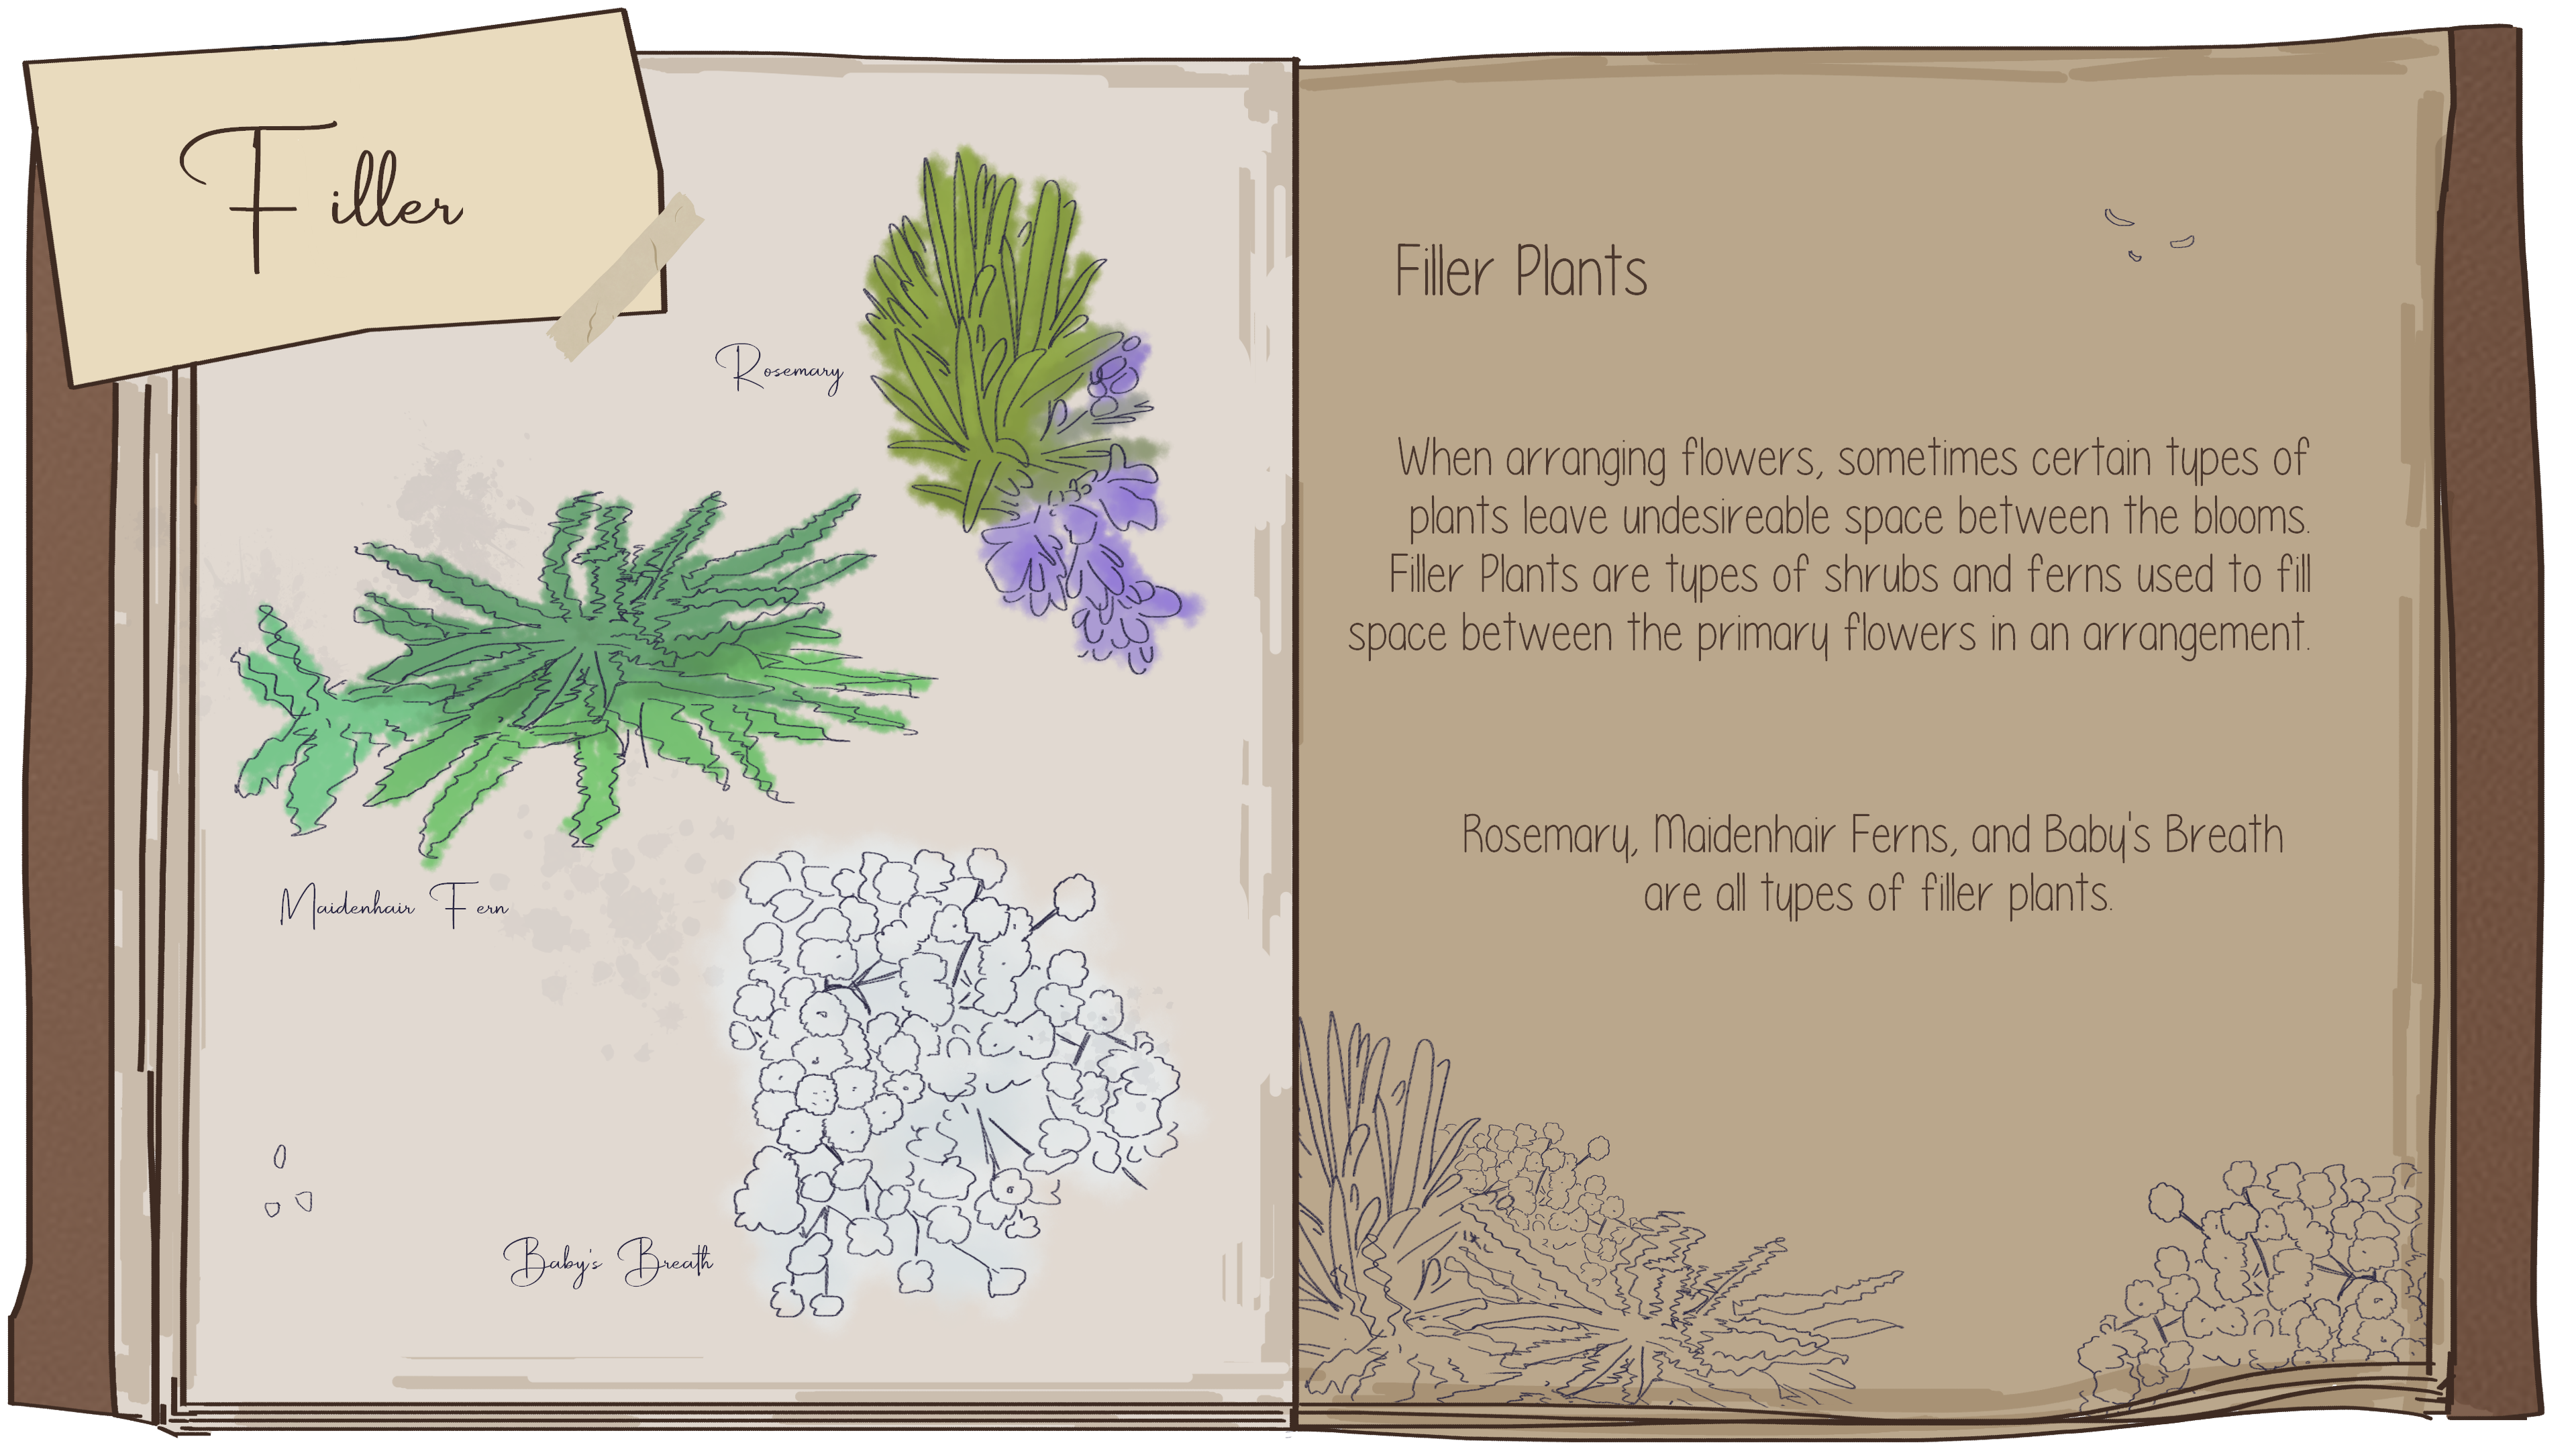 Filler
Rosemary
Maidenhair Fern
Baby's Breath
Filler Plants
When arranging flowers, sometimes certain types of
plants leave undesireable space between the blooms.
Filler Plants are types of shrubs and ferns used to fill
space between the primary flowers in an arrangement.
Rosemary, Maidenhair Ferns, and Baby's Breath
are all types of filler plants.